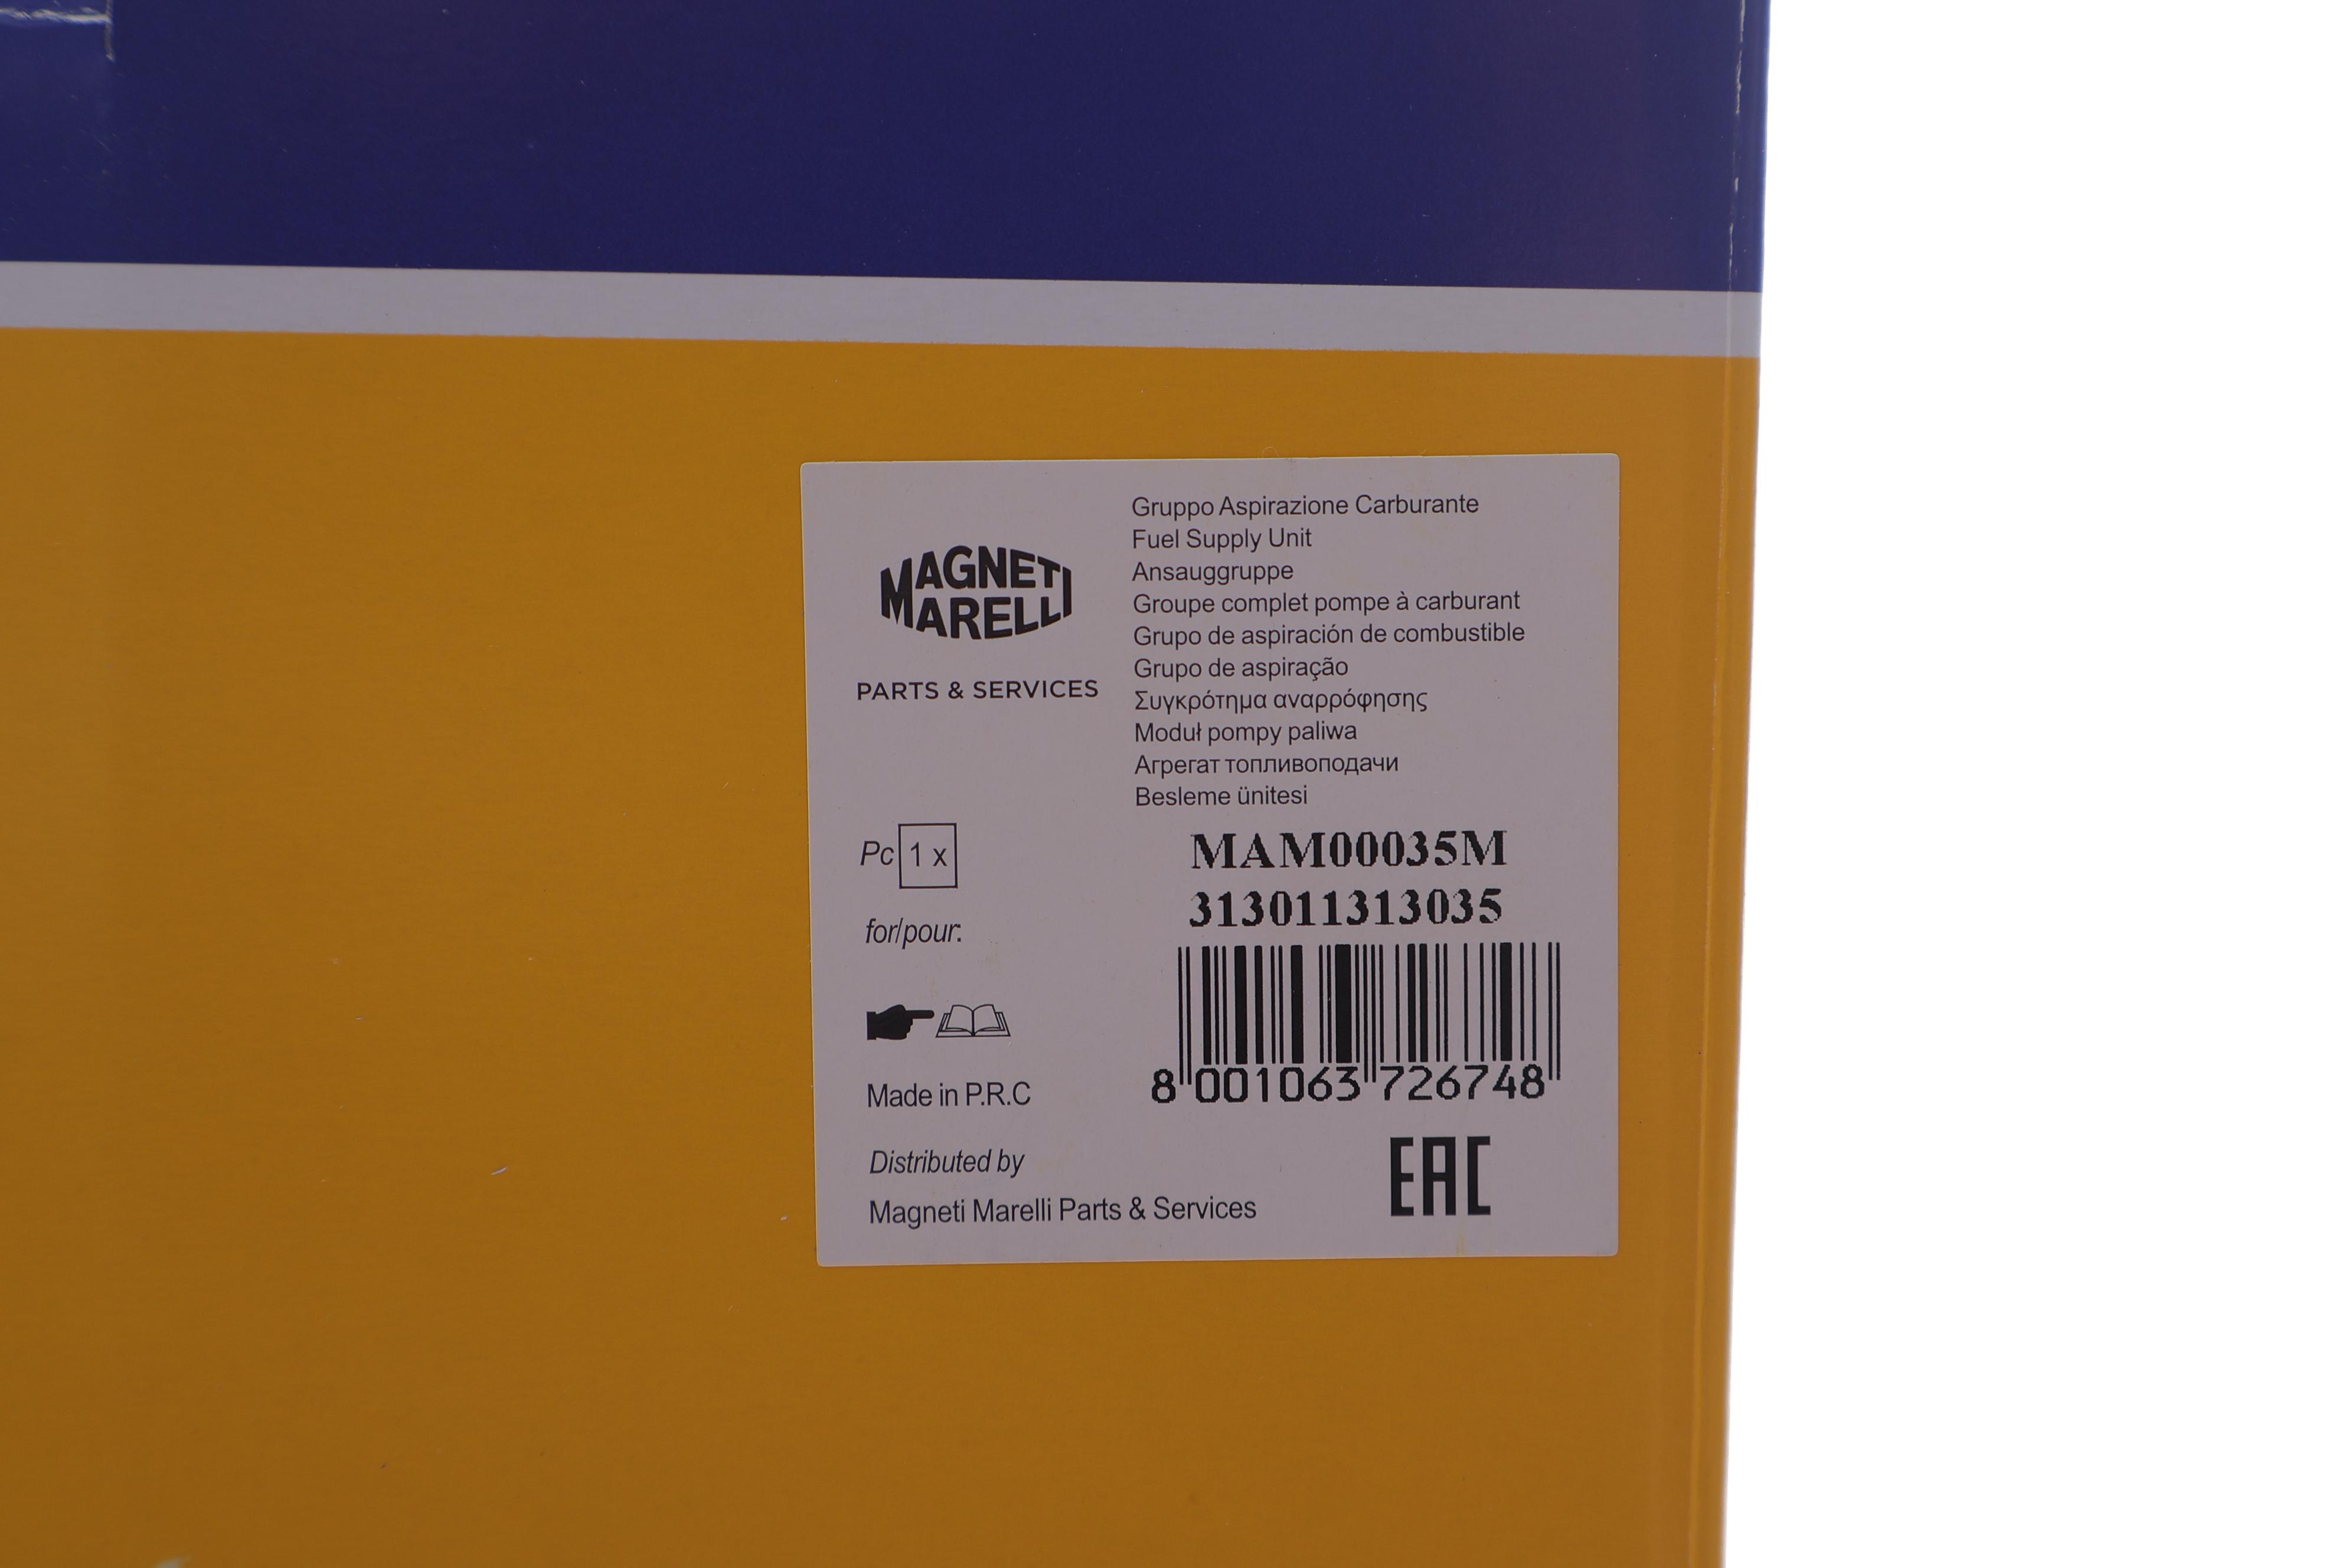 MAGNETI
MARELLI
PARTS & SERVICES
Gruppo Aspirazione Carburante
Fuel Supply Unit
Ansauggruppe
Groupe complet pompe à carburant
Grupo de aspiración de combustible
Grupo de aspiração
Συγκρότημα αναρρόφησης
Moduł pompy paliwa
Агрегат топливоподачи
Besleme ünitesi
Pc 1 x
MAM00035M
313011313035
for/pour:
8 001063 726748
Made in P.R.C
Distributed by
Magneti Marelli Parts & Services
EAC